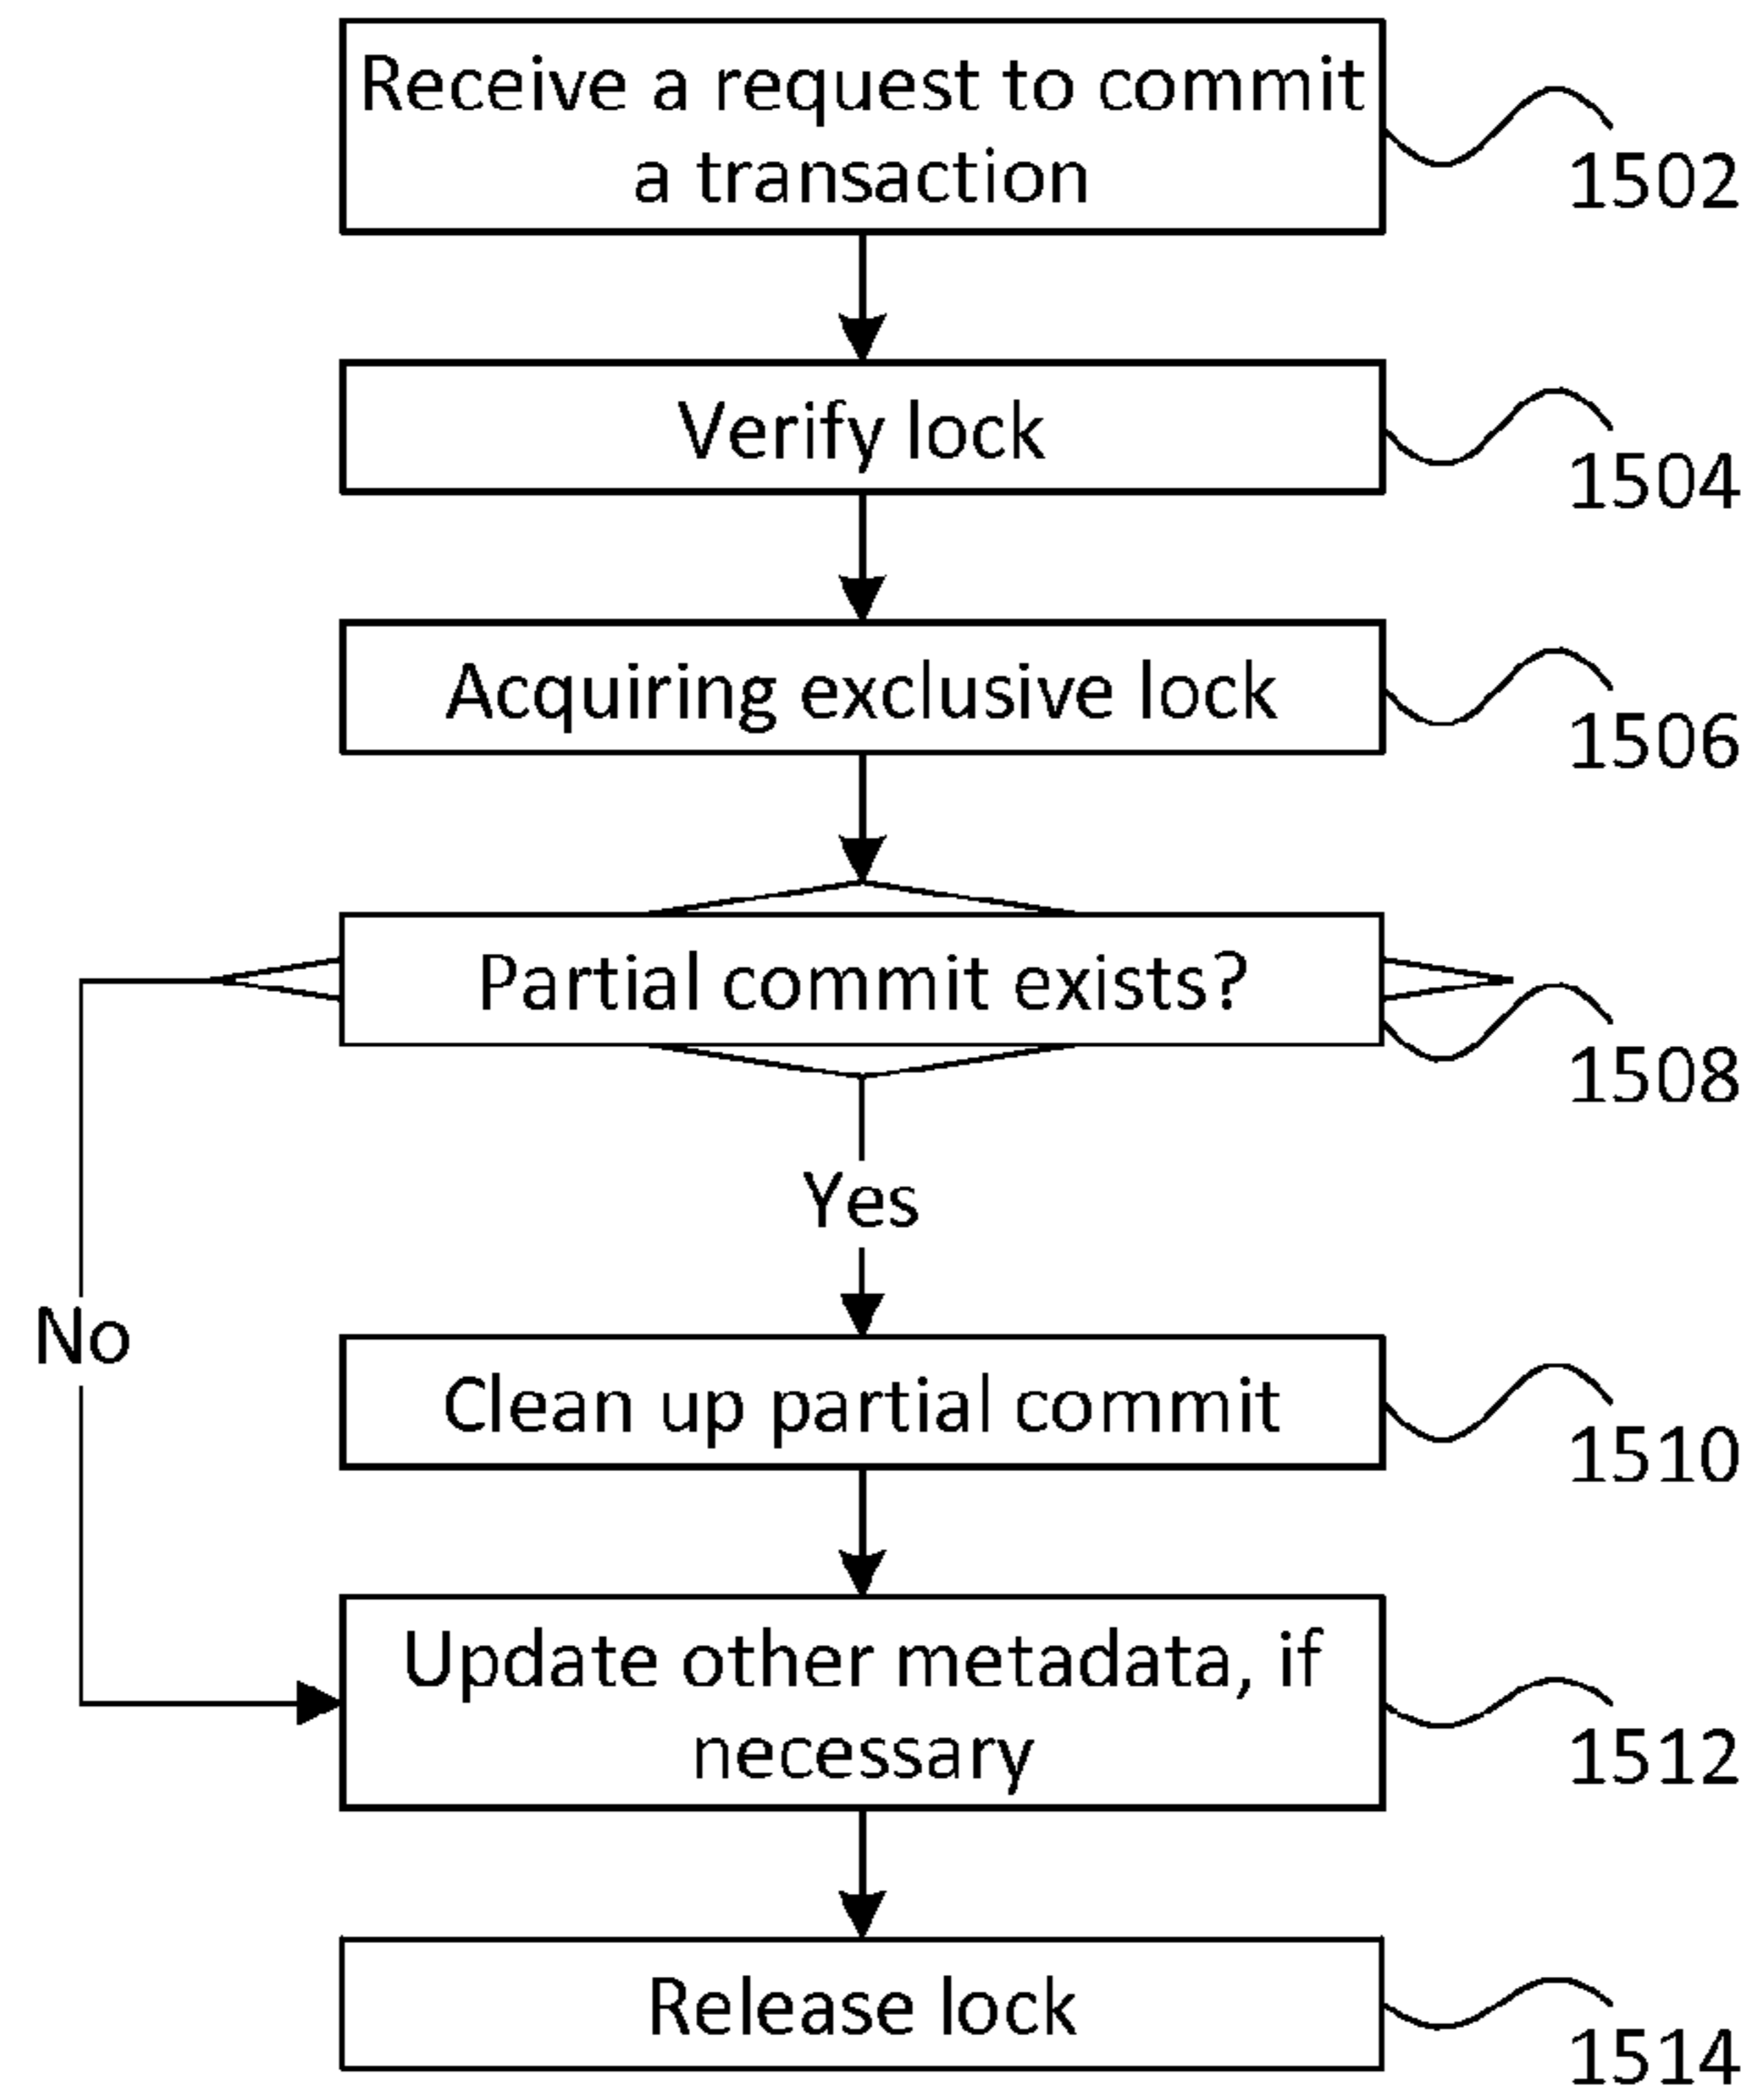 Receive a request to commit
a transaction
1502
Verify lock
1504
Acquiring exclusive lock
1506
Partial commit exists?
1508
Yes
No
Clean up partial commit
1510
Update other metadata, if
necessary
1512
Release lock
1514